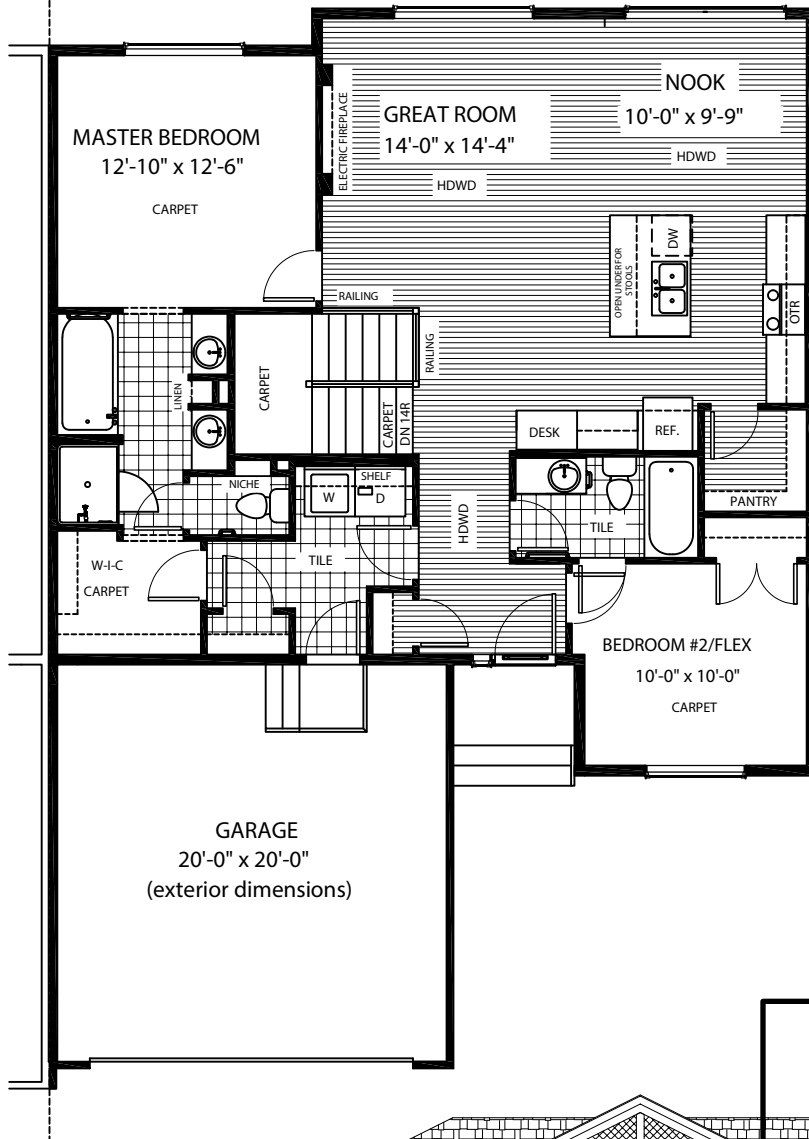 NOOK
10'-0" x 9'-9"
HDWD
GREAT ROOM
14'-0" x 14'-4"
HDWD
ELECTRIC FIREPLACE
MASTER BEDROOM
12'-10" x 12'-6"
CARPET
DW
OPEN UNDER FOR
STOOLS
OTR
RAILING
RAILING
CARPET
CARPET
DN 14R
LINEN
DESK
REF.
PANTRY
NICHE
SHELF
W
D
HDWD
TILE
TILE
W-I-C
CARPET
BEDROOM #2/FLEX
10'-0" x 10'-0"
CARPET
GARAGE
20'-0" x 20'-0"
(exterior dimensions)